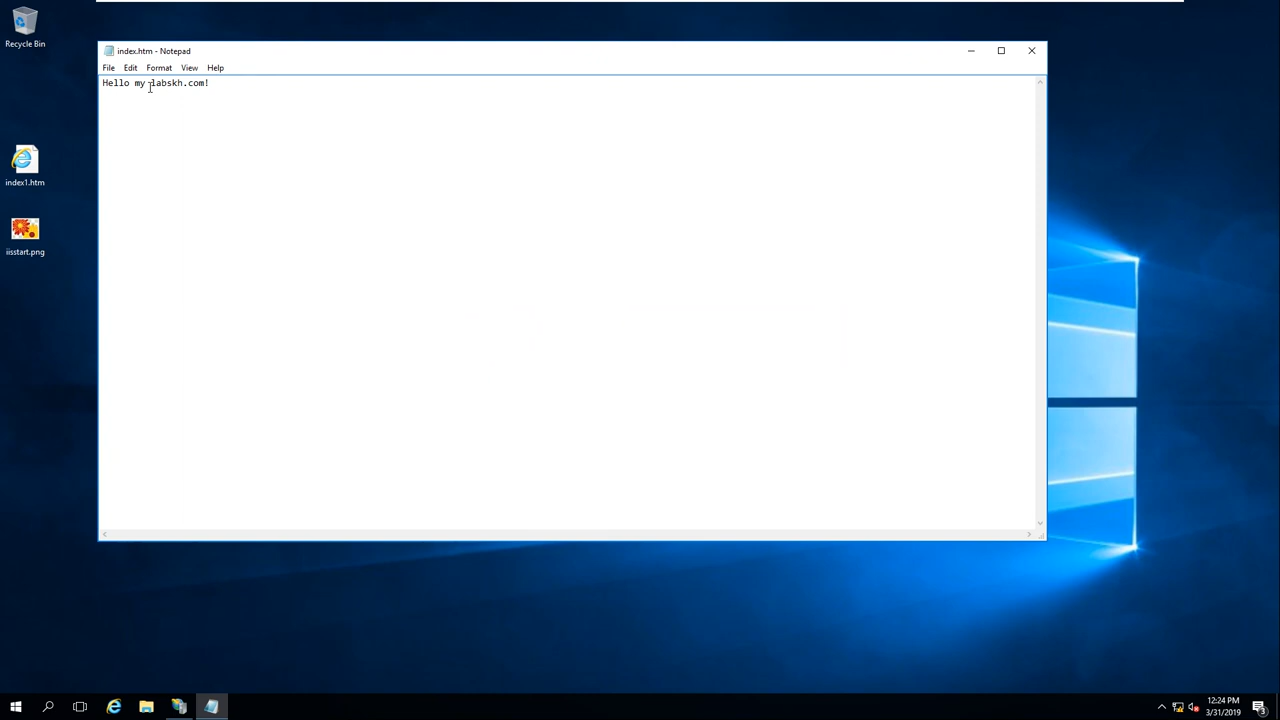 Recycle Bin
index.htm - Notepad
File Edit Format View Help
Hello my labskh.com!
index1.htm
iisstart.png
12:24 PM
3/31/2019
3